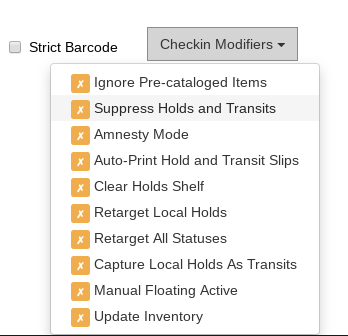 Strict Barcode
Checkin Modifiers
✗ Ignore Pre-cataloged Items
✗ Suppress Holds and Transits
✗ Amnesty Mode
✗ Auto-Print Hold and Transit Slips
✗ Clear Holds Shelf
✗ Retarget Local Holds
✗ Retarget All Statuses
✗ Capture Local Holds As Transits
✗ Manual Floating Active
✗ Update Inventory